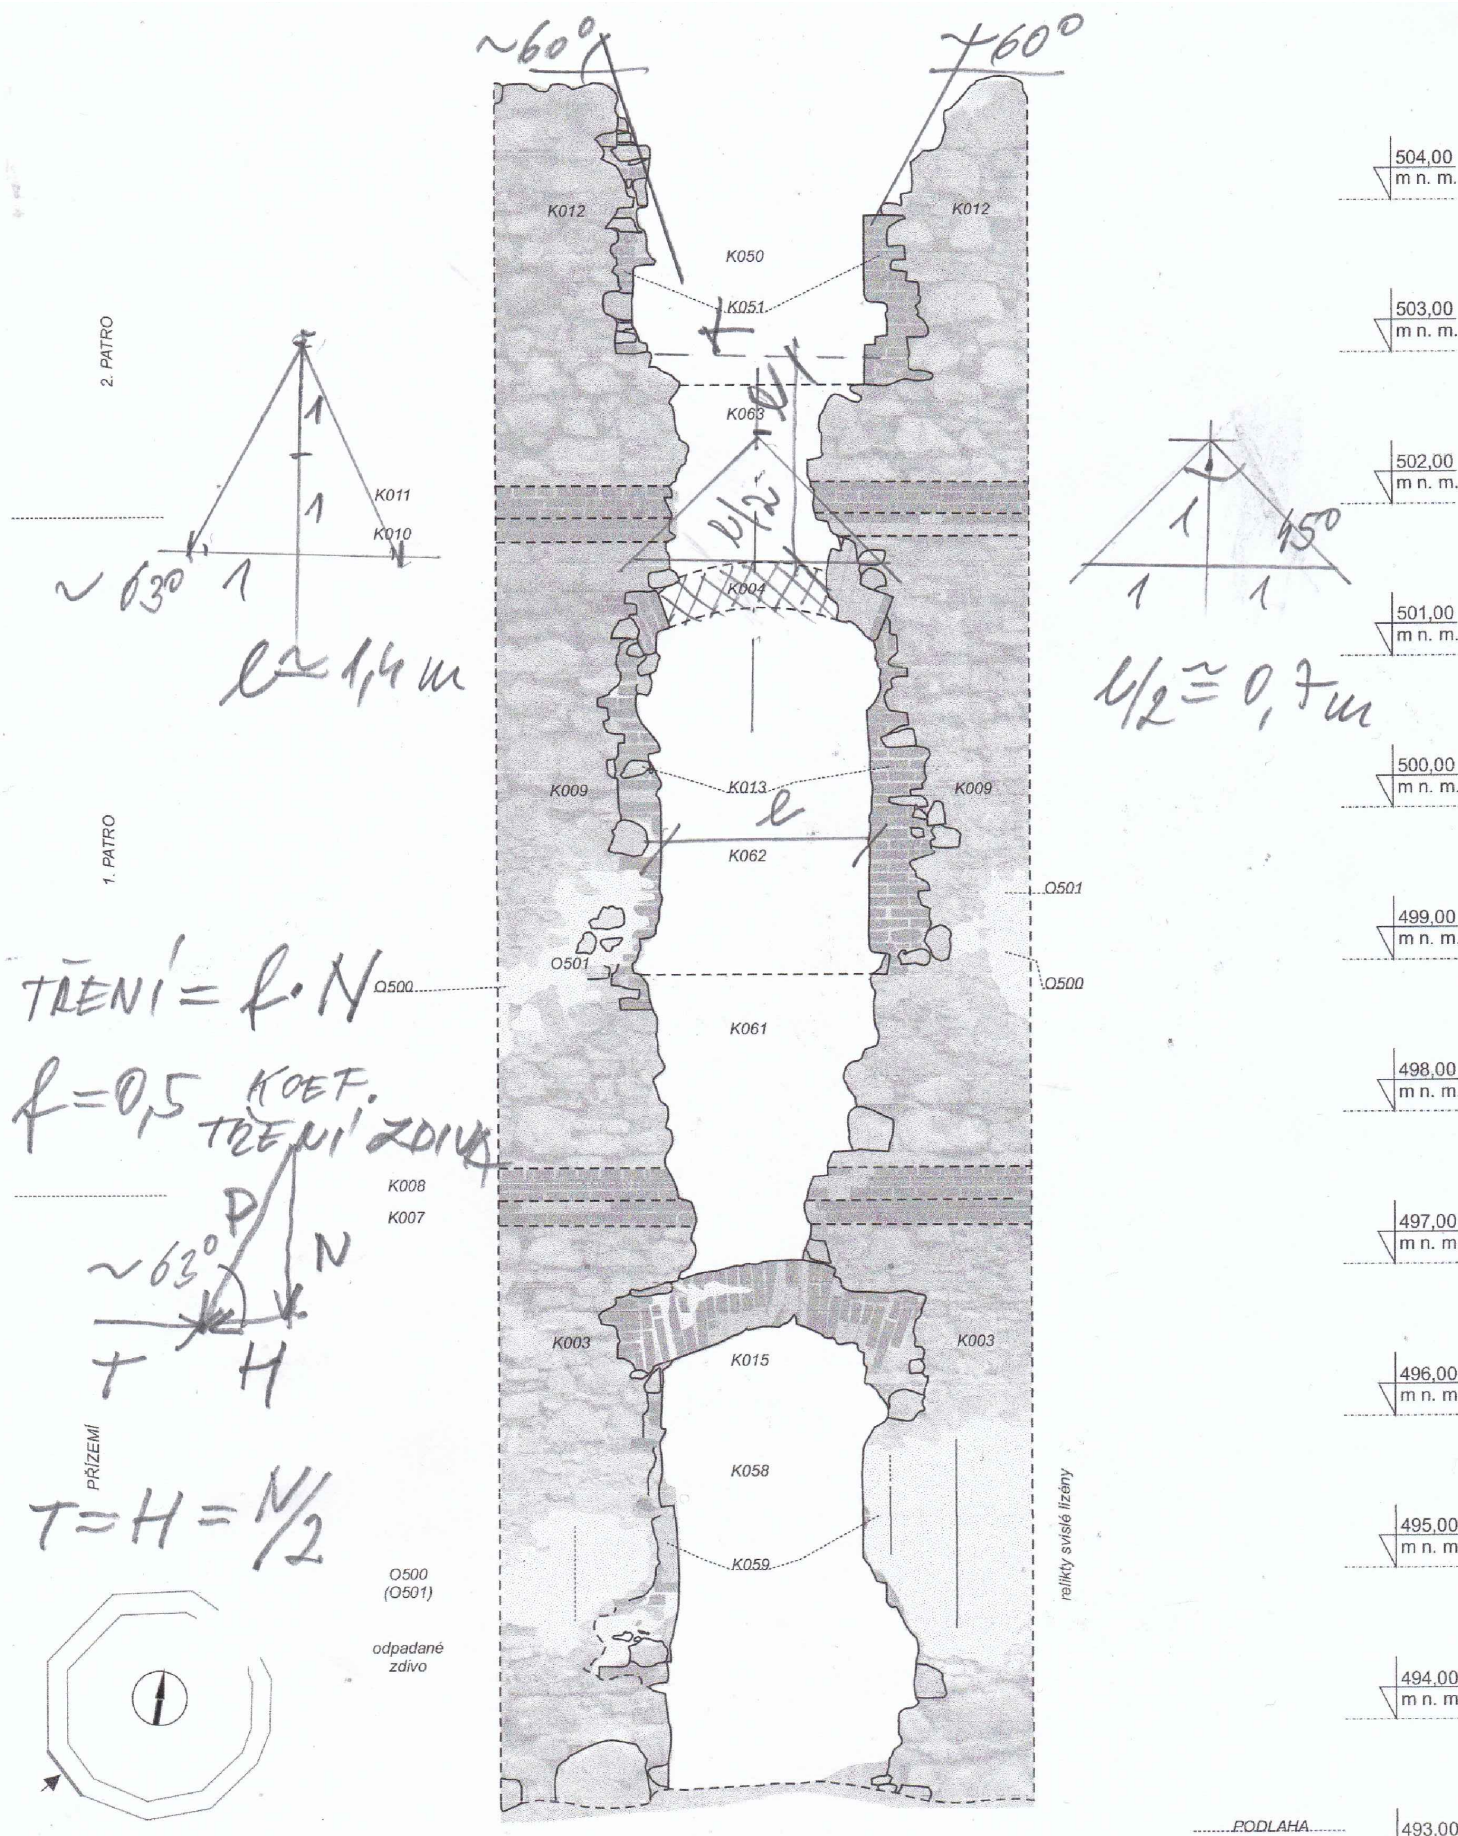 ~60°
~60°
504,00
m n. m.
K012
K012
K050
K051
503,00
m n. m.
2. PATRO
1
K063
l
502,00
m n. m.
K011
1
l/2
1
45°
K010
~63°
1
K004
1
1
501,00
m n. m.
l ≃ 1,4 m
l/2 ≅ 0,7 m
500,00
m n. m.
K009
K013
K009
l
1. PATRO
K062
O501
499,00
m n. m.
O501
TŘENÍ = f · N
O500
O500
K061
f = 0,5 KOEF.
TŘENÍ ZDIVA
498,00
m n. m
K008
P
K007
497,00
m n. m
~63°
N
K003
K003
T
H
K015
496,00
m n. m
PŘÍZEMÍ
K058
T = H = N/2
relikty svislé lizény
495,00
m n. m
K059
O500
(O501)
odpadané
zdivo
494,00
m n. m
PODLAHA
493,00